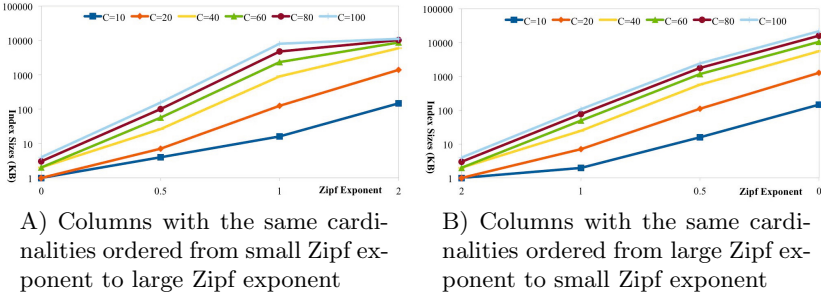 C=10 C=20 C=40 C=60 C=80 C=100
100000
10000
1000
100
10
1
Index Sizes (KB)
0 0.5 1 Zipf Exponent 2
A) Columns with the same cardi-
nalities ordered from small Zipf ex-
ponent to large Zipf exponent
C=10 C=20 C=40 C=60 C=80 C=100
100000
10000
1000
100
10
1
Index Sizes (KB)
2 1 0.5 Zipf Exponent 0
B) Columns with the same cardi-
nalities ordered from large Zipf ex-
ponent to small Zipf exponent